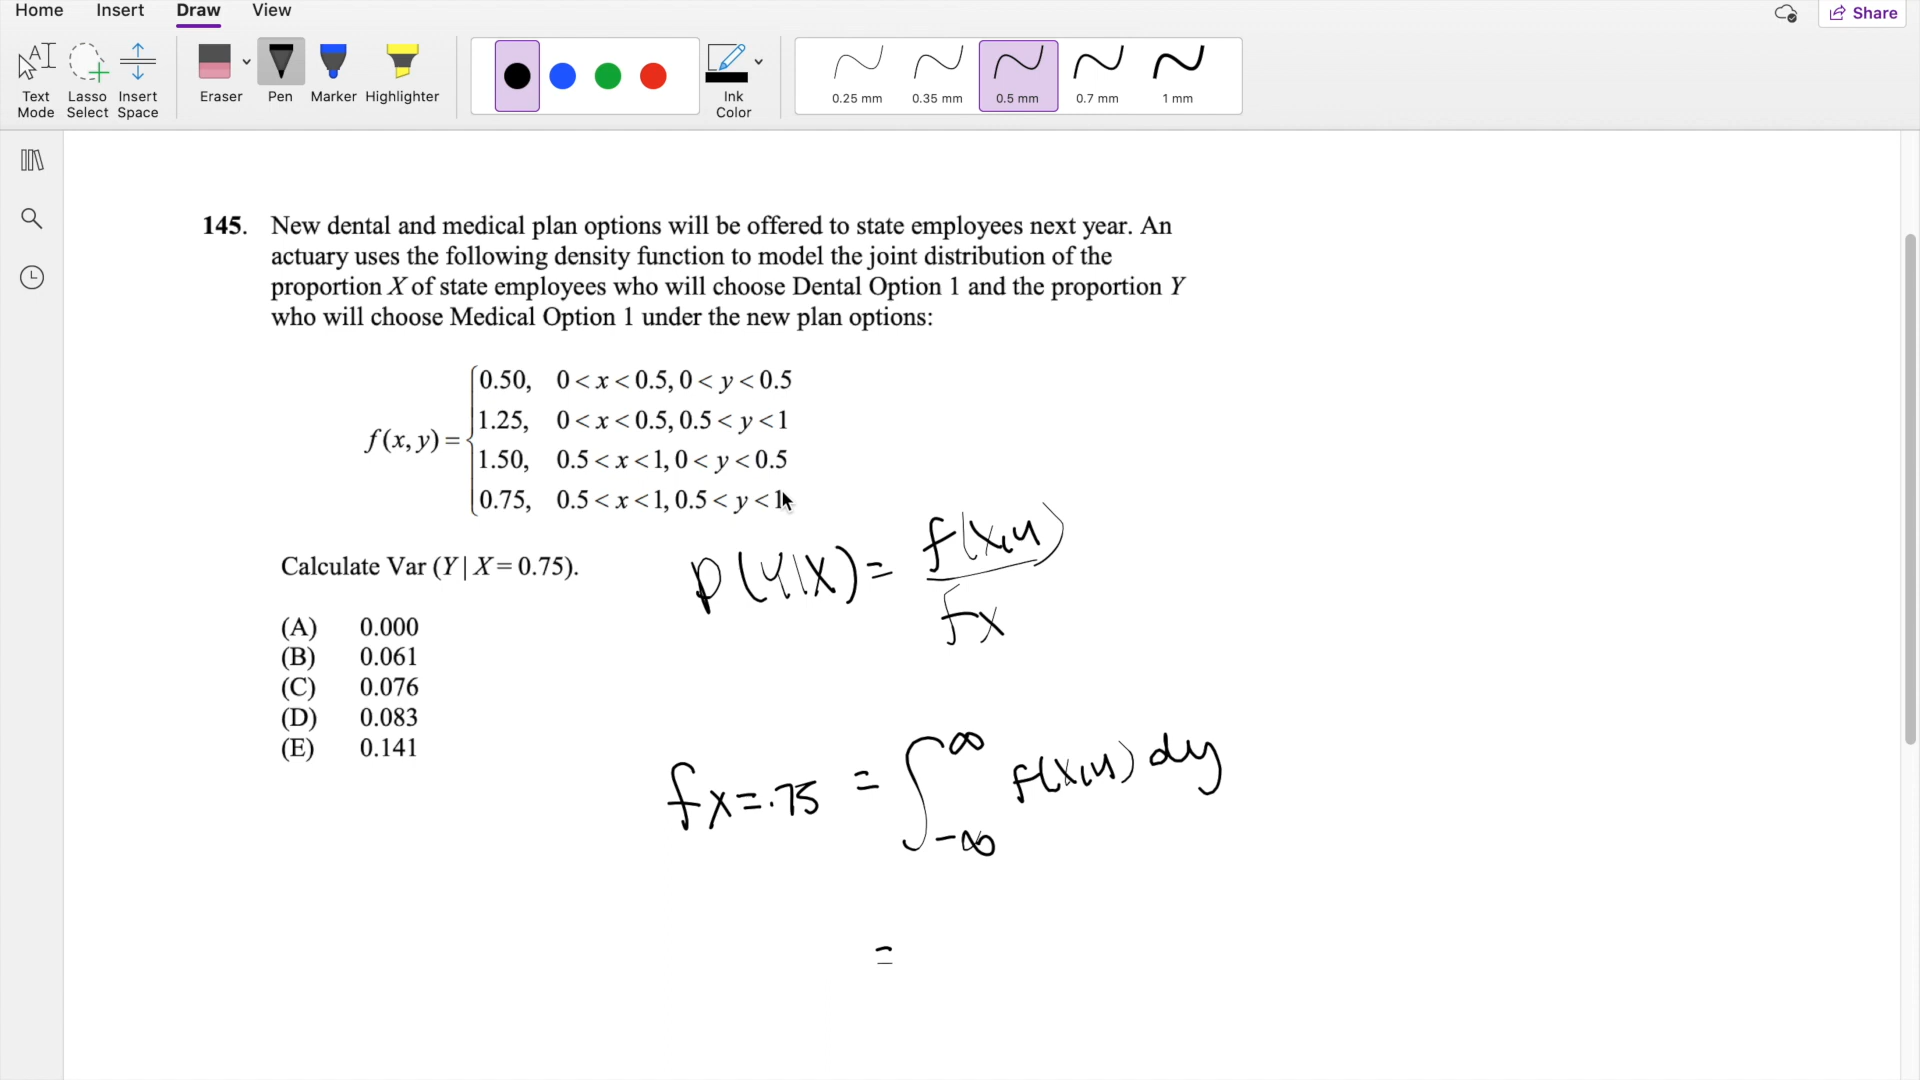 Home Insert Draw View
Share
Text Mode
Lasso Select
Insert Space
Eraser
Pen
Marker
Highlighter
Ink Color
0.25 mm
0.35 mm
0.5 mm
0.7 mm
1 mm
145. New dental and medical plan options will be offered to state employees next year. An
actuary uses the following density function to model the joint distribution of the
proportion X of state employees who will choose Dental Option 1 and the proportion Y
who will choose Medical Option 1 under the new plan options:
0.50, 0 < x < 0.5, 0 < y < 0.5
1.25, 0 < x < 0.5, 0.5 < y < 1
f(x, y) =
1.50, 0.5 < x < 1, 0 < y < 0.5
0.75, 0.5 < x < 1, 0.5 < y < 1
Calculate Var (Y | X = 0.75).
P(Y|X) = f(x,y)
fx
(A) 0.000
(B) 0.061
(C) 0.076
(D) 0.083
(E) 0.141
fx=.75 = ∫ ∞ -∞ f(x,y) dy
=